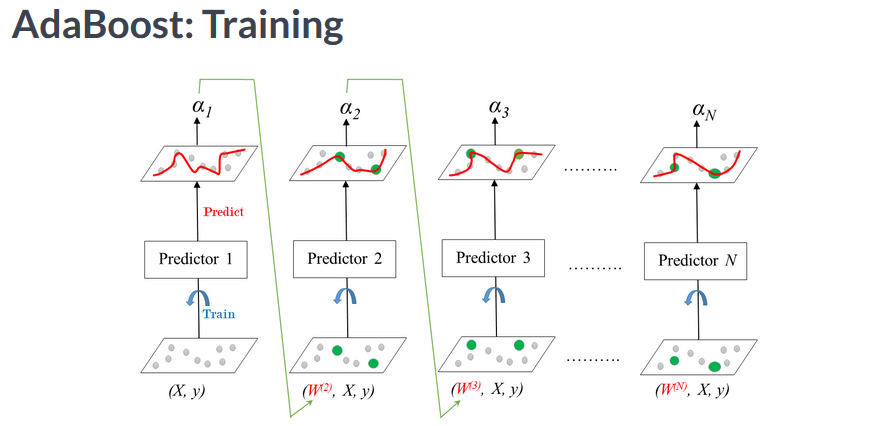 AdaBoost: Training
α1 α2 α3 αN
..........
Predict
Predictor 1 Predictor 2 Predictor 3 .......... Predictor N
Train
..........
(X, y) (W(2), X, y) (W(3), X, y) (W(N), X, y)